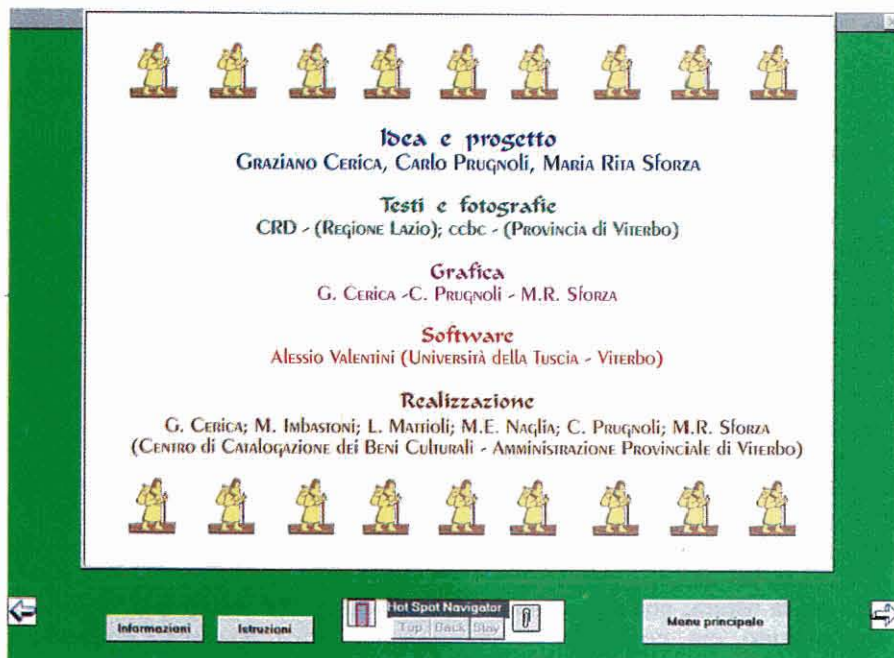 Idea e progetto
Graziano Cerica, Carlo Prugnoli, Maria Rita Sforza
Testi e fotografie
CRD - (Regione Lazio); ccbc - (Provincia di Viterbo)
Grafica
G. Cerica -C. Prugnoli - M.R. Sforza
Software
Alessio Valentini (Università della Tuscia - Viterbo)
Realizzazione
G. Cerica; M. Imbastoni; L. Mattioli; M.E. Naglia; C. Prugnoli; M.R. Sforza
(Centro di Catalogazione dei Beni Culturali - Amministrazione Provinciale di Viterbo)
Hot Spot Navigator
Informazioni Istruzioni Top Back Stay Menu principale